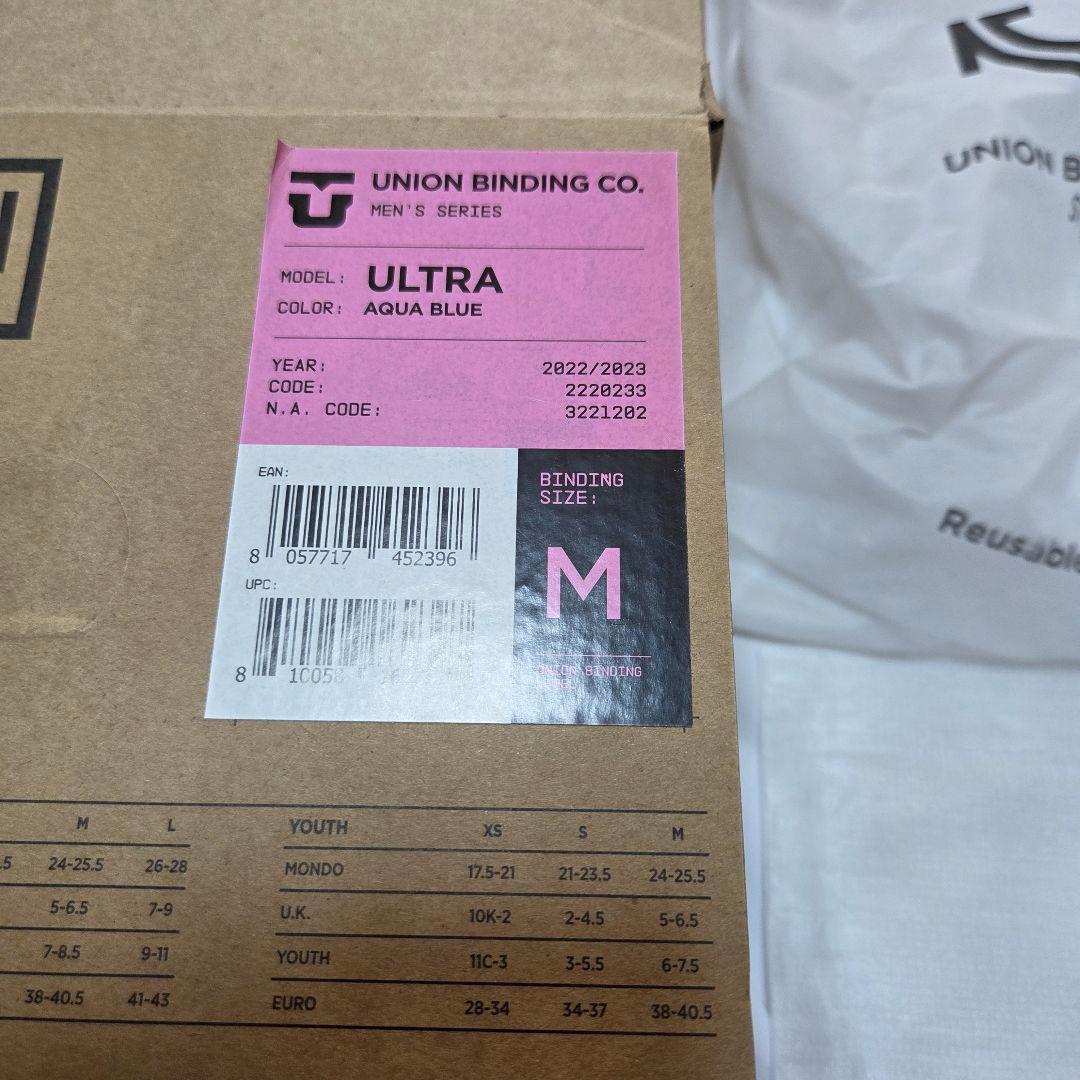 UNION BINDING CO.
MEN'S SERIES
MODEL: ULTRA
COLOR: AQUA BLUE
YEAR: 2022/2023
CODE: 2220233
N.A. CODE: 3221202
EAN:
8 057717 452396
UPC:
8
BINDING
SIZE:
M
UNION BINDING
UNION
Reusable
M L
24-25.5 26-28
5-6.5 7-9
7-8.5 9-11
38-40.5 41-43
YOUTH XS S M
MONDO 17.5-21 21-23.5 24-25.5
U.K. 10K-2 2-4.5 5-6.5
YOUTH 11C-3 3-5.5 6-7.5
EURO 28-34 34-37 38-40.5